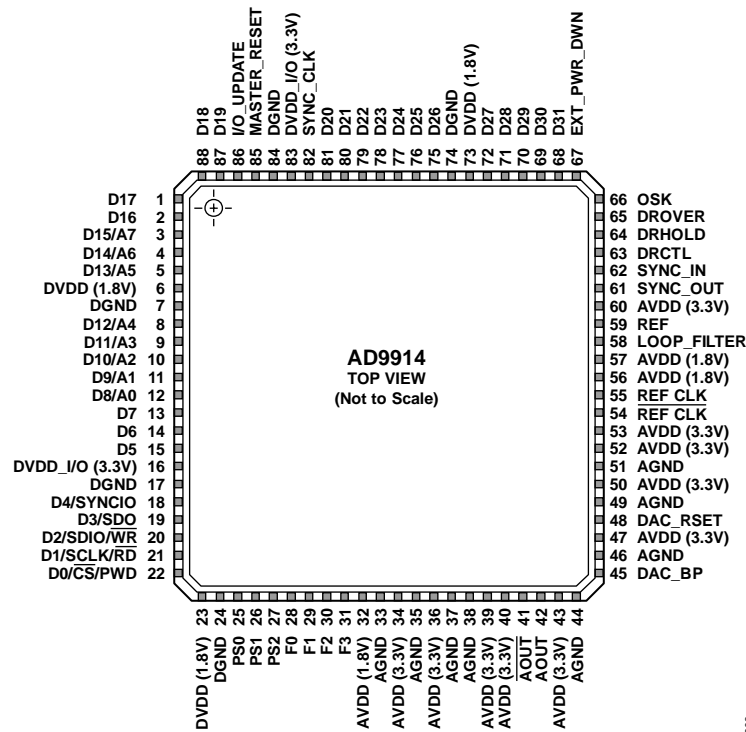 D18
D19
I/O_UPDATE
MASTER_RESET
DGND
DVDD_I/O (3.3V)
SYNC_CLK
D20
D21
D22
D23
D24
D25
D26
DGND
DVDD (1.8V)
D27
D28
D29
D30
D31
EXT_PWR_DWN
88
87
86
85
84
83
82
81
80
79
78
77
76
75
74
73
72
71
70
69
68
67
D17 1
D16 2
D15/A7 3
D14/A6 4
D13/A5 5
DVDD (1.8V) 6
DGND 7
D12/A4 8
D11/A3 9
D10/A2 10
D9/A1 11
D8/A0 12
D7 13
D6 14
D5 15
DVDD_I/O (3.3V) 16
DGND 17
D4/SYNCIO 18
D3/SDO 19
D2/SDIO/W̅R̅ 20
D1/SCLK/R̅D̅ 21
D0/C̅S̅/PWD 22
AD9914
TOP VIEW
(Not to Scale)
66 OSK
65 DROVER
64 DRHOLD
63 DRCTL
62 SYNC_IN
61 SYNC_OUT
60 AVDD (3.3V)
59 REF
58 LOOP_FILTER
57 AVDD (1.8V)
56 AVDD (1.8V)
55 REF CLK
54 R̅E̅F̅ ̅C̅L̅K̅
53 AVDD (3.3V)
52 AVDD (3.3V)
51 AGND
50 AVDD (3.3V)
49 AGND
48 DAC_RSET
47 AVDD (3.3V)
46 AGND
45 DAC_BP
23
24
25
26
27
28
29
30
31
32
33
34
35
36
37
38
39
40
41
42
43
44
DVDD (1.8V)
DGND
PS0
PS1
PS2
F0
F1
F2
F3
AVDD (1.8V)
AGND
AVDD (3.3V)
AGND
AVDD (3.3V)
AGND
AGND
AVDD (3.3V)
AVDD (3.3V)
A̅O̅U̅T̅
AOUT
AVDD (3.3V)
AGND